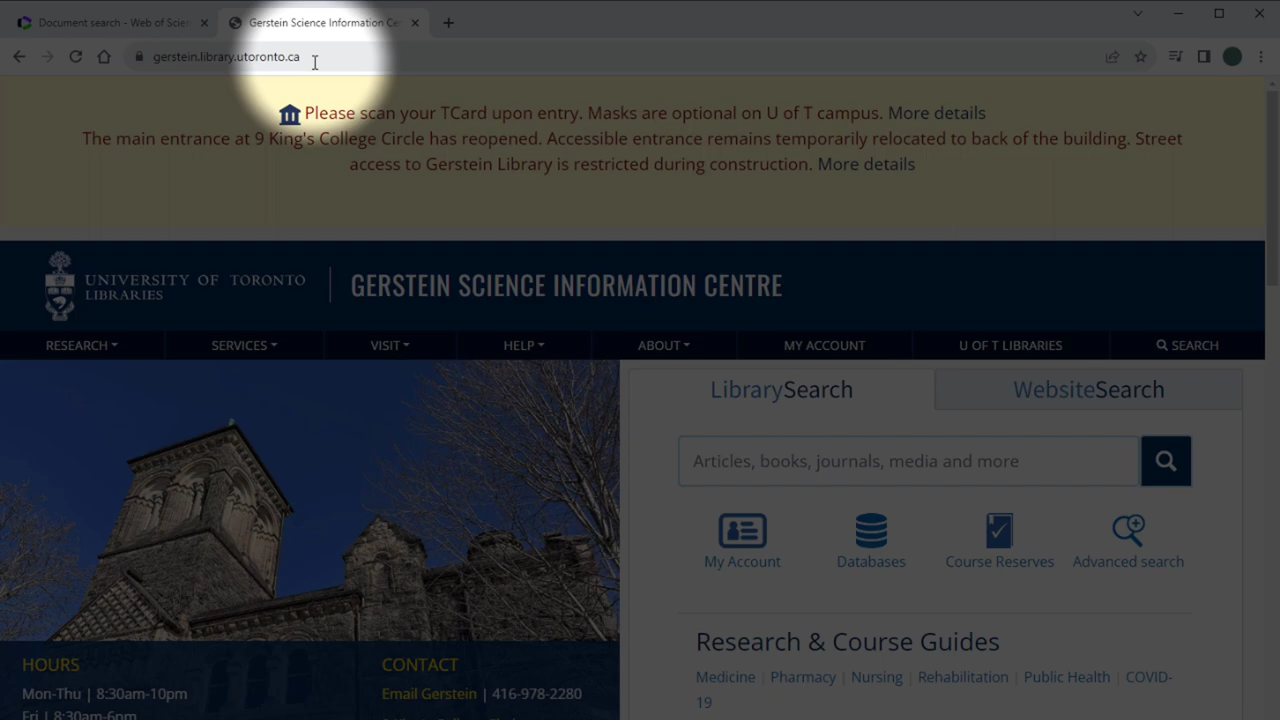 Document search - Web of Scien
Gerstein Science Information Ce
gerstein.library.utoronto.ca
Please scan your TCard upon entry. Masks are optional on U of T campus. More details
The main entrance at 9 King's College Circle has reopened. Accessible entrance remains temporarily relocated to back of the building. Street
access to Gerstein Library is restricted during construction. More details
UNIVERSITY OF TORONTO
LIBRARIES
GERSTEIN SCIENCE INFORMATION CENTRE
RESEARCH SERVICES VISIT HELP ABOUT MY ACCOUNT U OF T LIBRARIES SEARCH
LibrarySearch
WebsiteSearch
Articles, books, journals, media and more
My Account
Databases
Course Reserves
Advanced search
Research & Course Guides
Medicine | Pharmacy | Nursing | Rehabilitation | Public Health | COVID-
19
HOURS
Mon-Thu | 8:30am-10pm
Fri | 8:30am-6pm
CONTACT
Email Gerstein | 416-978-2280